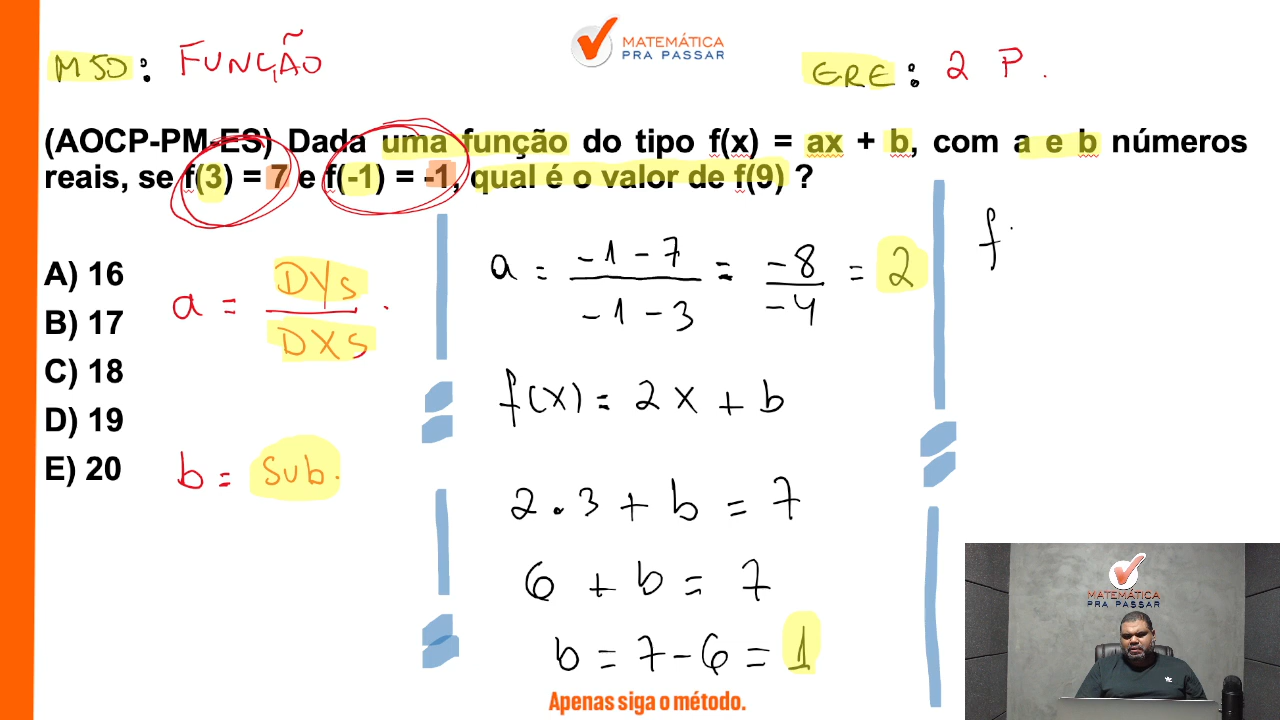 MSD: FUNÇÃO
MATEMÁTICA
PRA PASSAR
GRE: 2 P.
(AOCP-PM-ES) Dada uma função do tipo f(x) = ax + b, com a e b números
reais, se f(3) = 7 e f(-1) = -1, qual é o valor de f(9) ?
A) 16
B) 17
C) 18
D) 19
E) 20
a = DYs / DXs .
b = Sub.
a = -1 - 7 / -1 - 3 = -8 / -4 = 2
f(x) = 2x + b
2 . 3 + b = 7
6 + b = 7
b = 7 - 6 = 1
f
MATEMÁTICA
PRA PASSAR
Apenas siga o método.